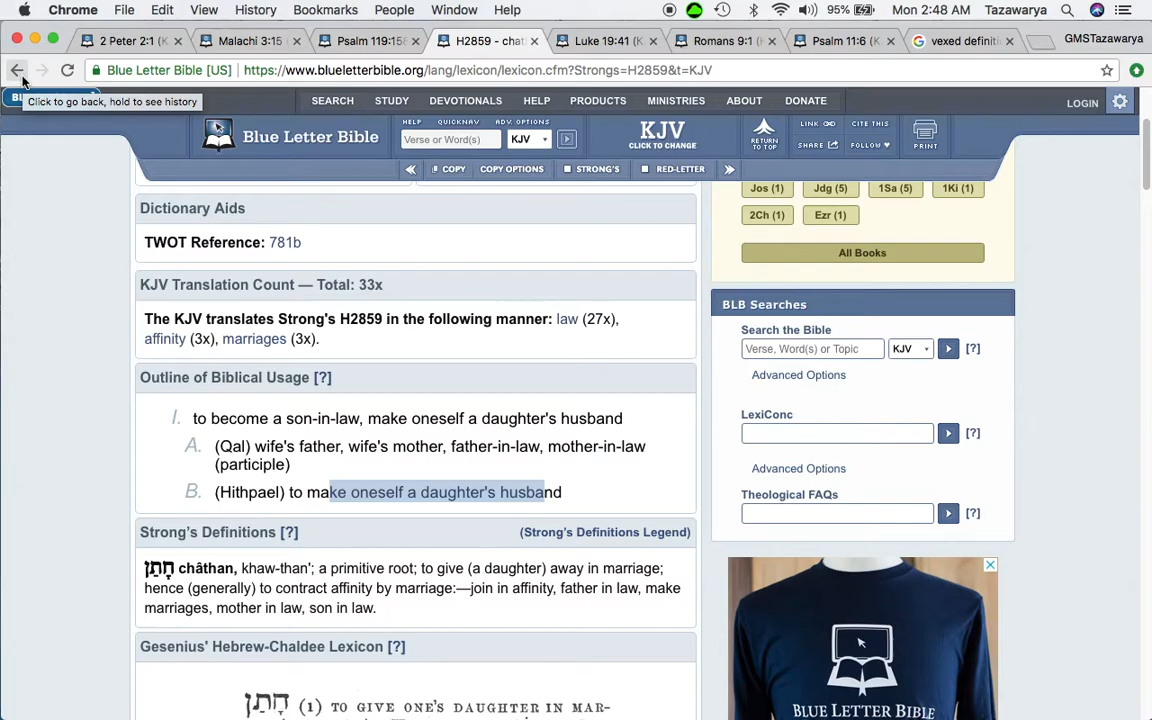 Chrome File Edit View History Bookmarks People Window Help 95% Mon 2:48 AM Tazawarya
2 Peter 2:1 (K Malachi 3:15 Psalm 119:15 H2859 - chat Luke 19:41 (K Romans 9:1 (K Psalm 11:6 (K vexed definit GMSTazawarya
Blue Letter Bible [US] https://www.blueletterbible.org/lang/lexicon/lexicon.cfm?Strongs=H2859&t=KJV
Click to go back, hold to see history
SEARCH STUDY DEVOTIONALS HELP PRODUCTS MINISTRIES ABOUT DONATE LOGIN
Blue Letter Bible
HELP QUICKNAV ADV. OPTIONS
Verse or Word(s) KJV
KJV
CLICK TO CHANGE
RETURN
TO TOP
LINK
SHARE
CITE THIS
FOLLOW
PRINT
COPY COPY OPTIONS STRONG'S RED-LETTER
Dictionary Aids
TWOT Reference: 781b
KJV Translation Count — Total: 33x
The KJV translates Strong's H2859 in the following manner: law (27x),
affinity (3x), marriages (3x).
Outline of Biblical Usage [?]
I. to become a son-in-law, make oneself a daughter's husband
A. (Qal) wife's father, wife's mother, father-in-law, mother-in-law
(participle)
B. (Hithpael) to make oneself a daughter's husband
Strong's Definitions [?] (Strong's Definitions Legend)
חָתַן châthan, khaw-than'; a primitive root; to give (a daughter) away in marriage;
hence (generally) to contract affinity by marriage:—join in affinity, father in law, make
marriages, mother in law, son in law.
Gesenius' Hebrew-Chaldee Lexicon [?]
חָתַן (1) TO GIVE ONE'S DAUGHTER IN MAR-
Jos (1) Jdg (5) 1Sa (5) 1Ki (1)
2Ch (1) Ezr (1)
All Books
BLB Searches
Search the Bible
Verse, Word(s) or Topic KJV [?]
Advanced Options
LexiConc
[?]
Advanced Options
Theological FAQs
[?]
BLUE LETTER BIBLE